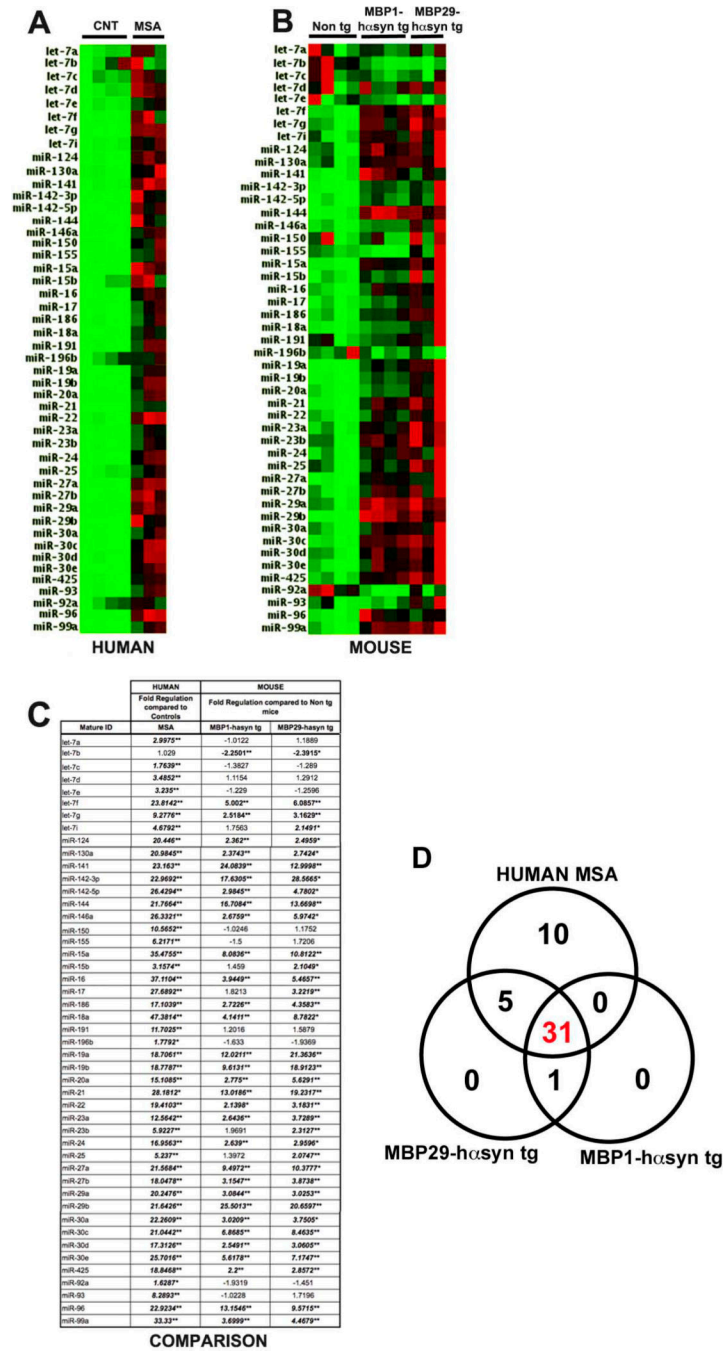 A
CNT MSA
let-7a
let-7b
let-7c
let-7d
let-7e
let-7f
let-7g
let-7i
miR-124
miR-130a
miR-141
miR-142-3p
miR-142-5p
miR-144
miR-146a
miR-150
miR-155
miR-15a
miR-15b
miR-16
miR-17
miR-186
miR-18a
miR-191
miR-196b
miR-19a
miR-19b
miR-20a
miR-21
miR-22
miR-23a
miR-23b
miR-24
miR-25
miR-27a
miR-27b
miR-29a
miR-29b
miR-30a
miR-30c
miR-30d
miR-30e
miR-425
miR-93
miR-92a
miR-96
miR-99a
HUMAN
B
Non tg
MBP1-
hαsyn tg
MBP29-
hαsyn tg
let-7a
let-7b
let-7c
let-7d
let-7e
let-7f
let-7g
let-7i
miR-124
miR-130a
miR-141
miR-142-3p
miR-142-5p
miR-144
miR-146a
miR-150
miR-155
miR-15a
miR-15b
miR-16
miR-17
miR-186
miR-18a
miR-191
miR-196b
miR-19a
miR-19b
miR-20a
miR-21
miR-22
miR-23a
miR-23b
miR-24
miR-25
miR-27a
miR-27b
miR-29a
miR-29b
miR-30a
miR-30c
miR-30d
miR-30e
miR-425
miR-92a
miR-93
miR-96
miR-99a
MOUSE
C
HUMAN MOUSE
Fold Regulation compared to Controls
Fold Regulation compared to Non tg mice
Mature ID MSA MBP1-hasyn tg MBP29-hasyn tg
let-7a 2.9975** -1.0122 1.1889
let-7b 1.029 -2.2501** -2.3915*
let-7c 1.7639** -1.3827 -1.289
let-7d 3.4852** 1.1154 1.2912
let-7e 3.235** -1.229 -1.2596
let-7f 23.8142** 5.002** 6.0857**
let-7g 9.2776** 2.5184** 3.1629**
let-7i 4.6792** 1.7563 2.1491*
miR-124 20.446** 2.362** 2.4959*
miR-130a 20.9845** 2.3743** 2.7424*
miR-141 23.163** 24.0839** 12.9998**
miR-142-3p 22.9692** 17.6305** 28.5665*
miR-142-5p 26.4294** 2.9845** 4.7802*
miR-144 21.7664** 16.7084** 13.6698**
miR-146a 26.3321** 2.6759** 5.9742*
miR-150 10.5652** -1.0246 1.1752
miR-155 6.2171** -1.5 1.7206
miR-15a 35.4755** 8.0836** 10.8122**
miR-15b 3.1574** 1.459 2.1049*
miR-16 37.1104** 3.9449** 5.4657**
miR-17 27.6892** 1.8213 3.2219**
miR-186 17.1039** 2.7226** 4.3583**
miR-18a 47.3814** 4.1411** 8.7822*
miR-191 11.7025** 1.2016 1.5879
miR-196b 1.7792* -1.633 -1.9369
miR-19a 18.7061** 12.0211** 21.3636**
miR-19b 18.7787** 9.6131** 18.9123**
miR-20a 15.1085** 2.775** 5.6291**
miR-21 28.1812* 13.0186** 19.2317**
miR-22 19.4103** 2.1398* 3.1831**
miR-23a 12.5642** 2.6436** 3.7289**
miR-23b 5.9227** 1.9691 2.3127**
miR-24 16.9563** 2.639** 2.9596*
miR-25 5.237** 1.3972 2.0747**
miR-27a 21.5684** 9.4972** 10.3777*
miR-27b 18.0478** 3.1547** 3.8738**
miR-29a 20.2476** 3.0844** 3.0253**
miR-29b 21.6426** 25.5013** 20.6597**
miR-30a 22.2609** 3.0209** 3.7505*
miR-30c 21.0442** 6.8685** 8.4635**
miR-30d 17.3126** 2.5491** 3.0605**
miR-30e 25.7016** 5.6178** 7.1747**
miR-425 18.8468** 2.2** 2.8572**
miR-92a 1.6287* -1.9319 -1.451
miR-93 8.2893** -1.0228 1.7196
miR-96 22.9234** 13.1546** 9.5715**
miR-99a 33.33** 3.6999** 4.4679**
COMPARISON
D
HUMAN MSA
10
5 0
31
0 1 0
MBP29-hαsyn tg MBP1-hαsyn tg